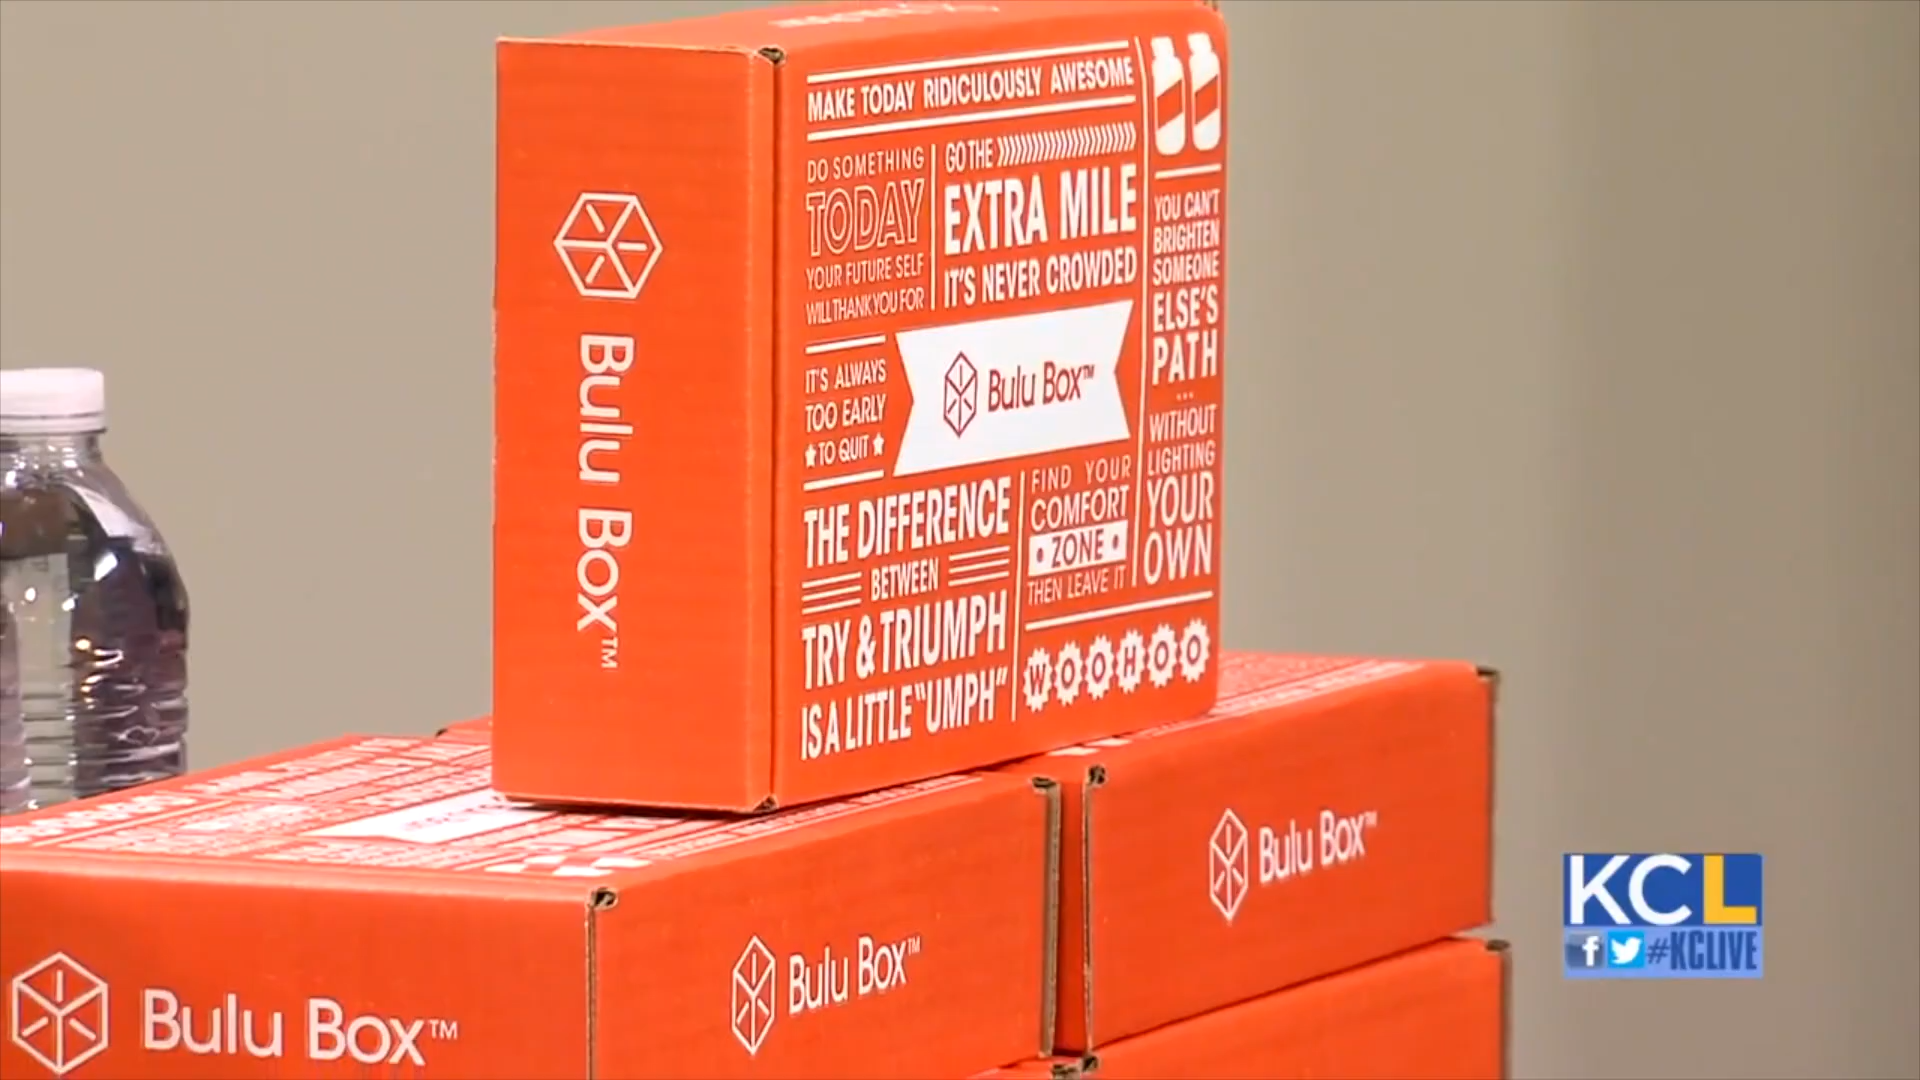 Bulu Box™
MAKE TODAY RIDICULOUSLY AWESOME
DO SOMETHING
TODAY
YOUR FUTURE SELF
WILL THANK YOU FOR
GO THE
EXTRA MILE
IT'S NEVER CROWDED
YOU CAN'T
BRIGHTEN
SOMEONE
ELSE'S
PATH
...
WITHOUT
LIGHTING
YOUR
OWN
IT'S ALWAYS
TOO EARLY
★TO QUIT★
Bulu Box™
THE DIFFERENCE
BETWEEN
TRY & TRIUMPH
IS A LITTLE "UMPH"
FIND YOUR
COMFORT
• ZONE •
THEN LEAVE IT
WOOHOO
Bulu Box™
Bulu Box™
Bulu Box™
KCL
#KCLIVE